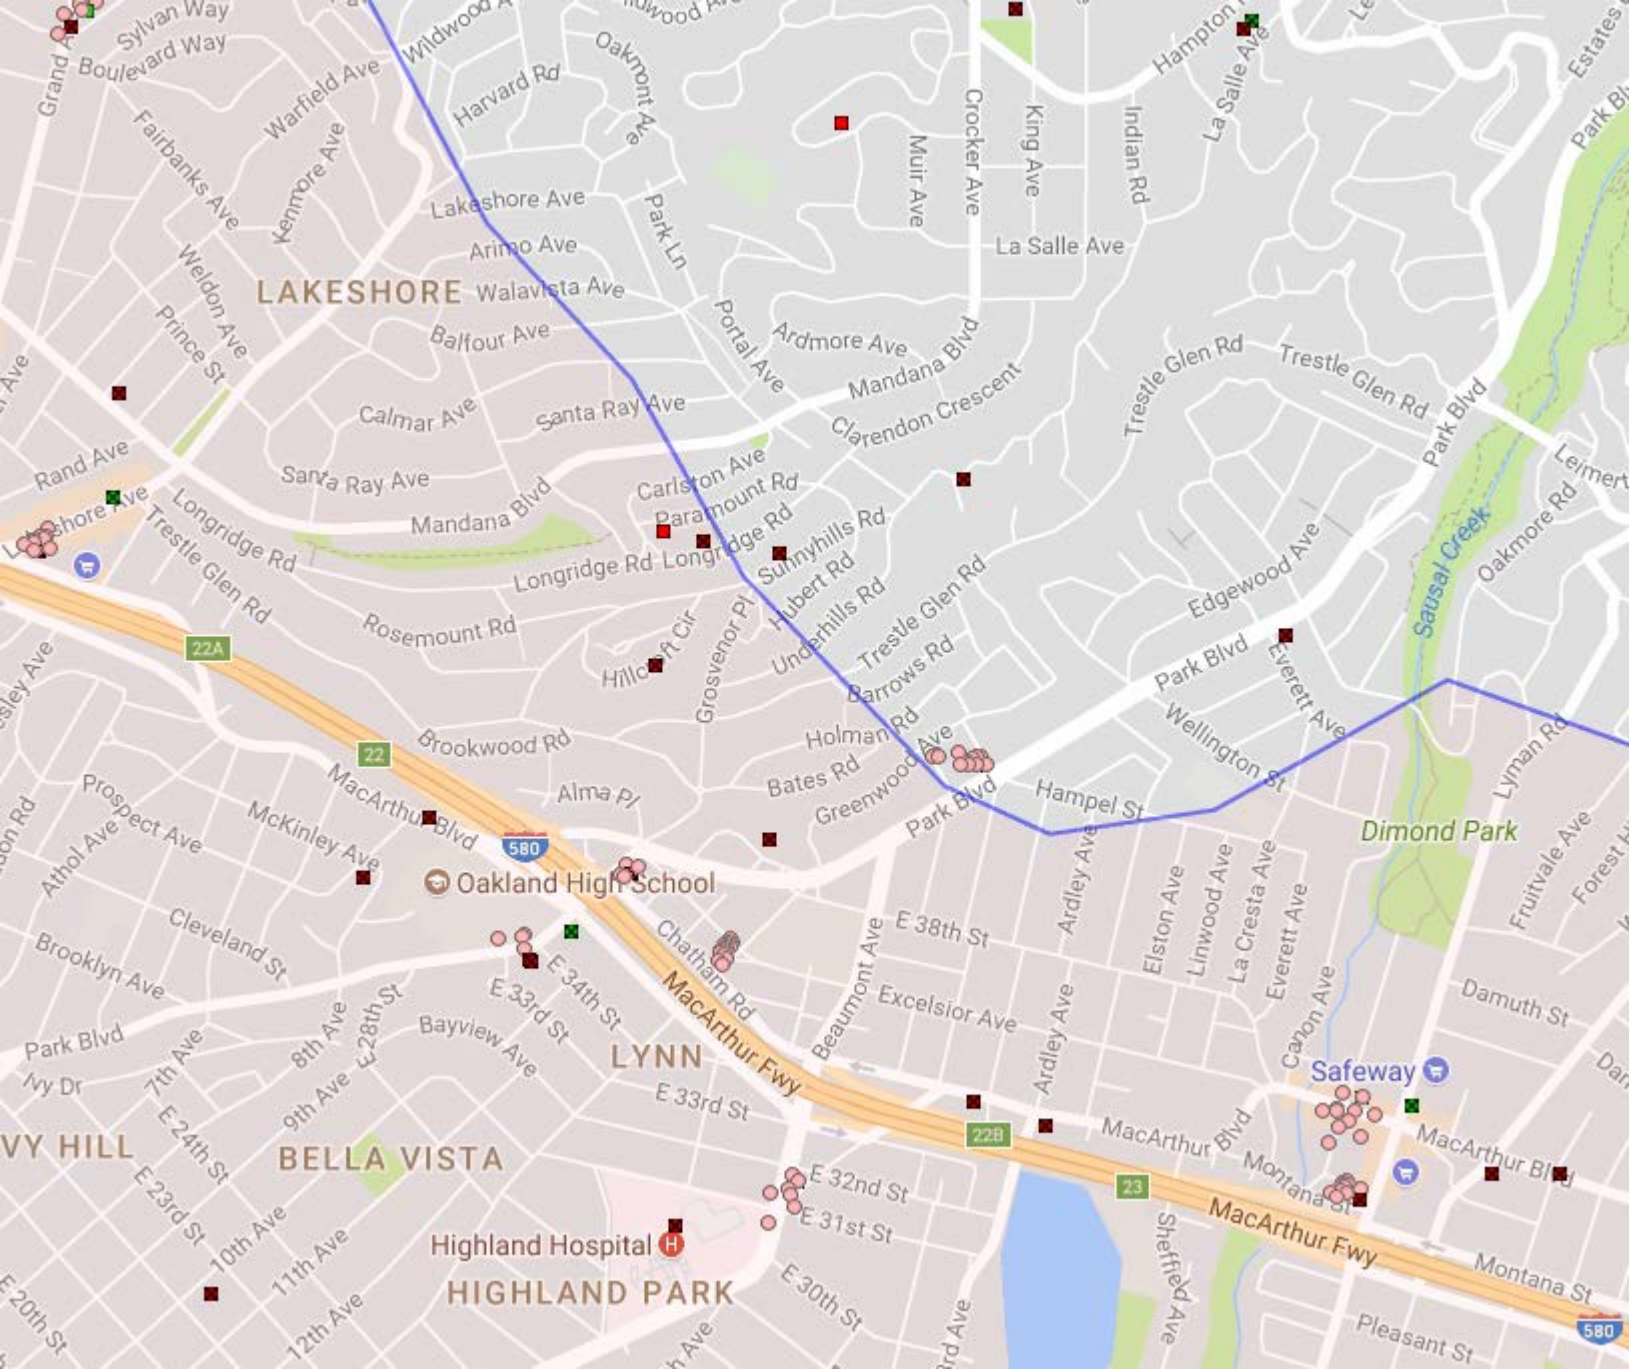 Sylvan Way
Boulevard Way
Grand A
Warfield Ave
Wildwood A
Harvard Rd
Oakmont Ave
Fairbanks Ave
Kenmore Ave
Lakeshore Ave
Arimo Ave
Walavista Ave
Balfour Ave
LAKESHORE
Weldon Ave
Prince St
Calmar Ave
Santa Ray Ave
Park Ln
Portal Ave
Ardmore Ave
Mandana Blvd
Clarendon Crescent
Muir Ave
Crocker Ave
King Ave
Indian Rd
La Salle Ave
La Salle Ave
Hampton
Estates
Park Bl
Trestle Glen Rd
Trestle Glen Rd
Park Blvd
Leimert
Oakmore Rd
Sausal Creek
Rand Ave
Santa Ray Ave
Mandana Blvd
Longridge Rd
Trestle Glen Rd
Carlston Ave
Paramount Rd
Longridge Rd
Longridge Rd
Sunnyhills Rd
Hubert Rd
Underhills Rd
Trestle Glen Rd
Barrows Rd
Holman Rd
Bates Rd
Greenwood Ave
Park Blvd
Edgewood Ave
Park Blvd
Everett Ave
Wellington St
Hampel St
Rosemount Rd
Grosvenor Pl
22A
22
Brookwood Rd
Alma Pl
Prospect Ave
Athol Ave
MacArthur Blvd
McKinley Ave
580
Oakland High School
Cleveland St
Brooklyn Ave
Park Blvd
Ivy Dr
E 33rd St
E 34th St
Chatham Rd
MacArthur Fwy
Beaumont Ave
E 38th St
Excelsior Ave
Ardley Ave
Ardley Ave
Elston Ave
Linwood Ave
La Cresta Ave
Everett Ave
Canon Ave
Dimond Park
Lyman Rd
Fruitvale Ave
Damuth St
7th Ave
8th Ave
E 28th St
9th Ave
Bayview Ave
LYNN
E 33rd St
E 24th St
E 23rd St
VY HILL
BELLA VISTA
10th Ave
11th Ave
12th Ave
E 20th St
Highland Hospital
H
HIGHLAND PARK
E 32nd St
E 31st St
E 30th St
22B
23
MacArthur Blvd
Montana St
Safeway
MacArthur Blvd
MacArthur Fwy
Sheffield Ave
Montana St
Pleasant St
580